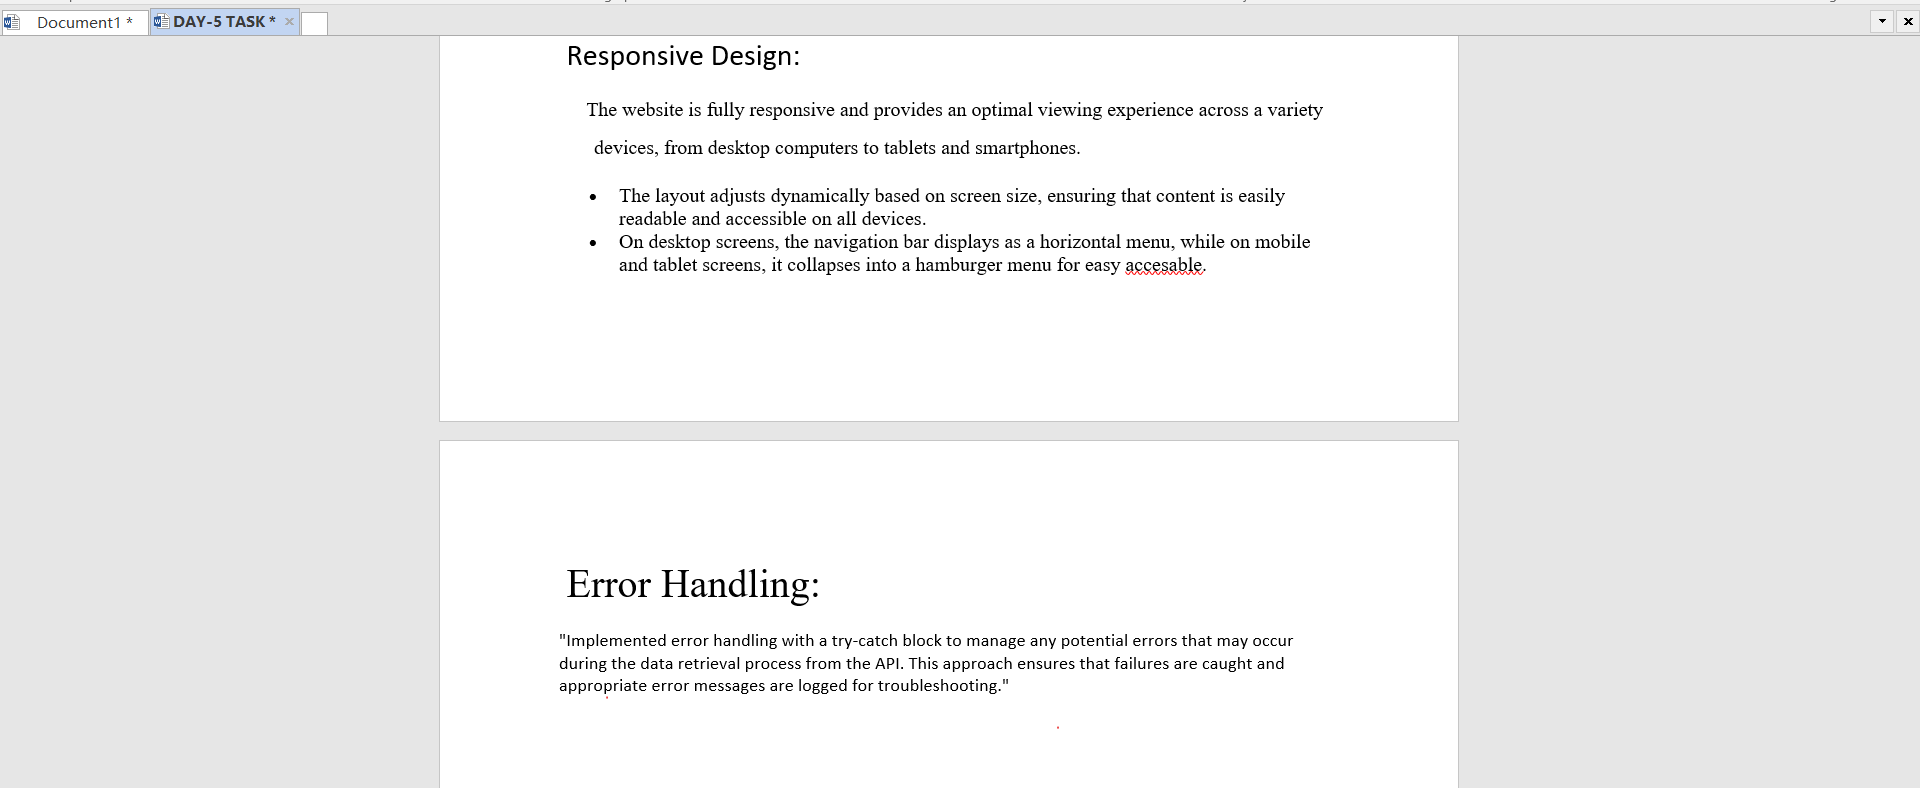 Document1 *
DAY-5 TASK *
Responsive Design:
The website is fully responsive and provides an optimal viewing experience across a variety
devices, from desktop computers to tablets and smartphones.
• The layout adjusts dynamically based on screen size, ensuring that content is easily
readable and accessible on all devices.
• On desktop screens, the navigation bar displays as a horizontal menu, while on mobile
and tablet screens, it collapses into a hamburger menu for easy accesable.
Error Handling:
"Implemented error handling with a try-catch block to manage any potential errors that may occur
during the data retrieval process from the API. This approach ensures that failures are caught and
appropriate error messages are logged for troubleshooting."